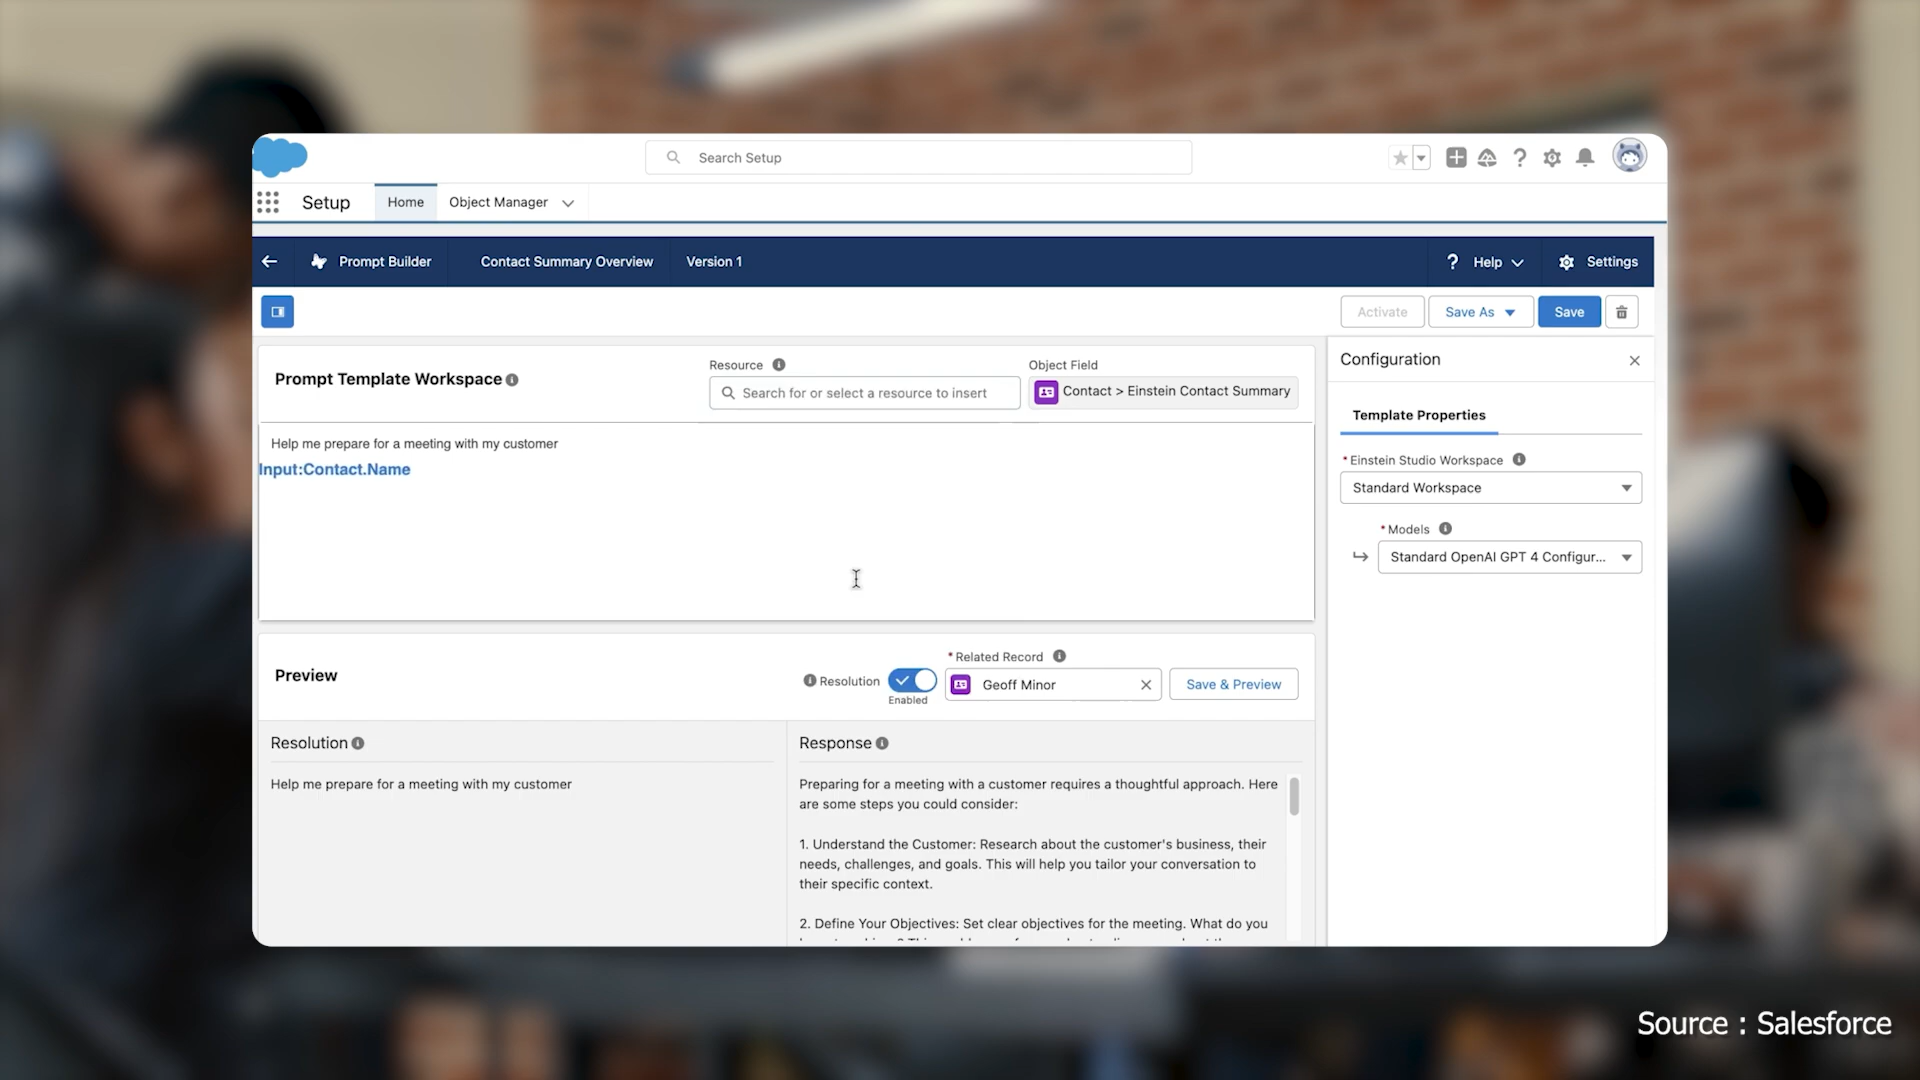 Search Setup
Setup
Home
Object Manager
Prompt Builder
Contact Summary Overview
Version 1
? Help
Settings
Activate
Save As
Save
Prompt Template Workspace
Resource
Search for or select a resource to insert
Object Field
Contact > Einstein Contact Summary
Help me prepare for a meeting with my customer
Input:Contact.Name
Configuration
Template Properties
* Einstein Studio Workspace
Standard Workspace
* Models
Standard OpenAI GPT 4 Configur...
Preview
Resolution
Enabled
* Related Record
Geoff Minor
Save & Preview
Resolution
Help me prepare for a meeting with my customer
Response
Preparing for a meeting with a customer requires a thoughtful approach. Here
are some steps you could consider:
1. Understand the Customer: Research about the customer's business, their
needs, challenges, and goals. This will help you tailor your conversation to
their specific context.
2. Define Your Objectives: Set clear objectives for the meeting. What do you
Source : Salesforce